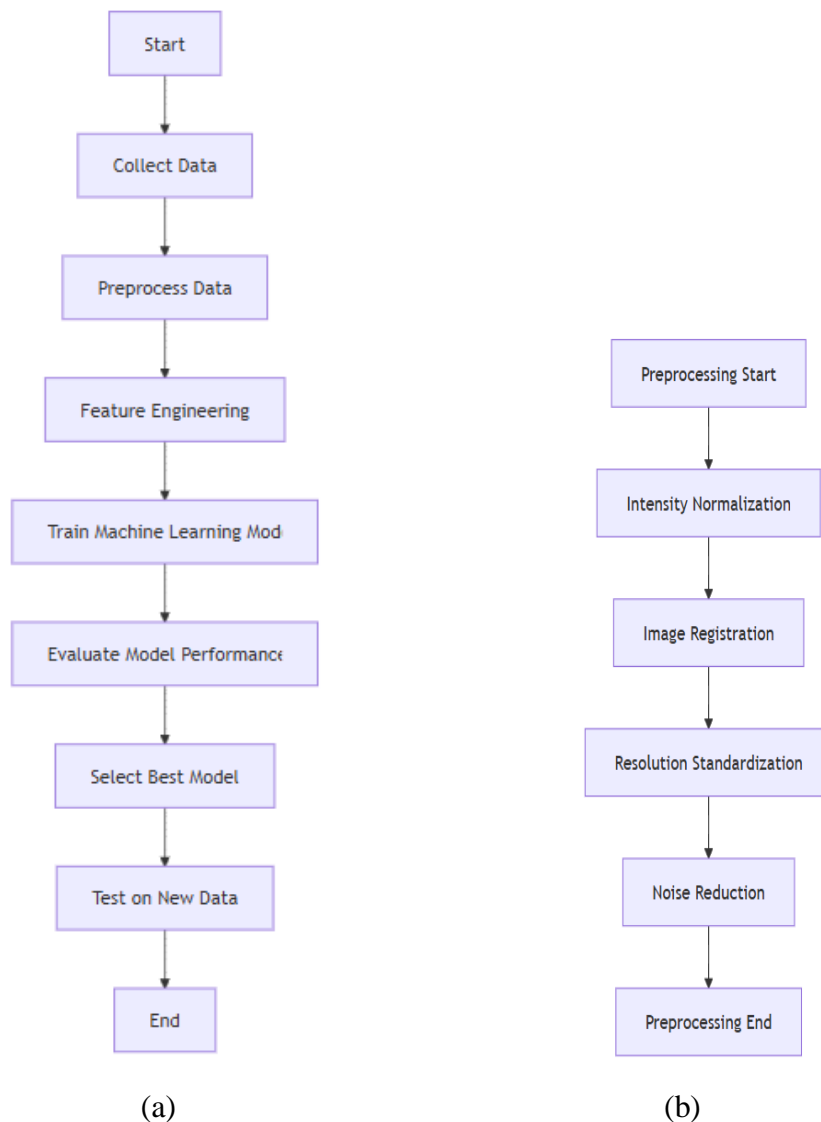 Start
Collect Data
Preprocess Data
Feature Engineering
Train Machine Learning Mod
Evaluate Model Performance
Select Best Model
Test on New Data
End
(a)
Preprocessing Start
Intensity Normalization
Image Registration
Resolution Standardization
Noise Reduction
Preprocessing End
(b)